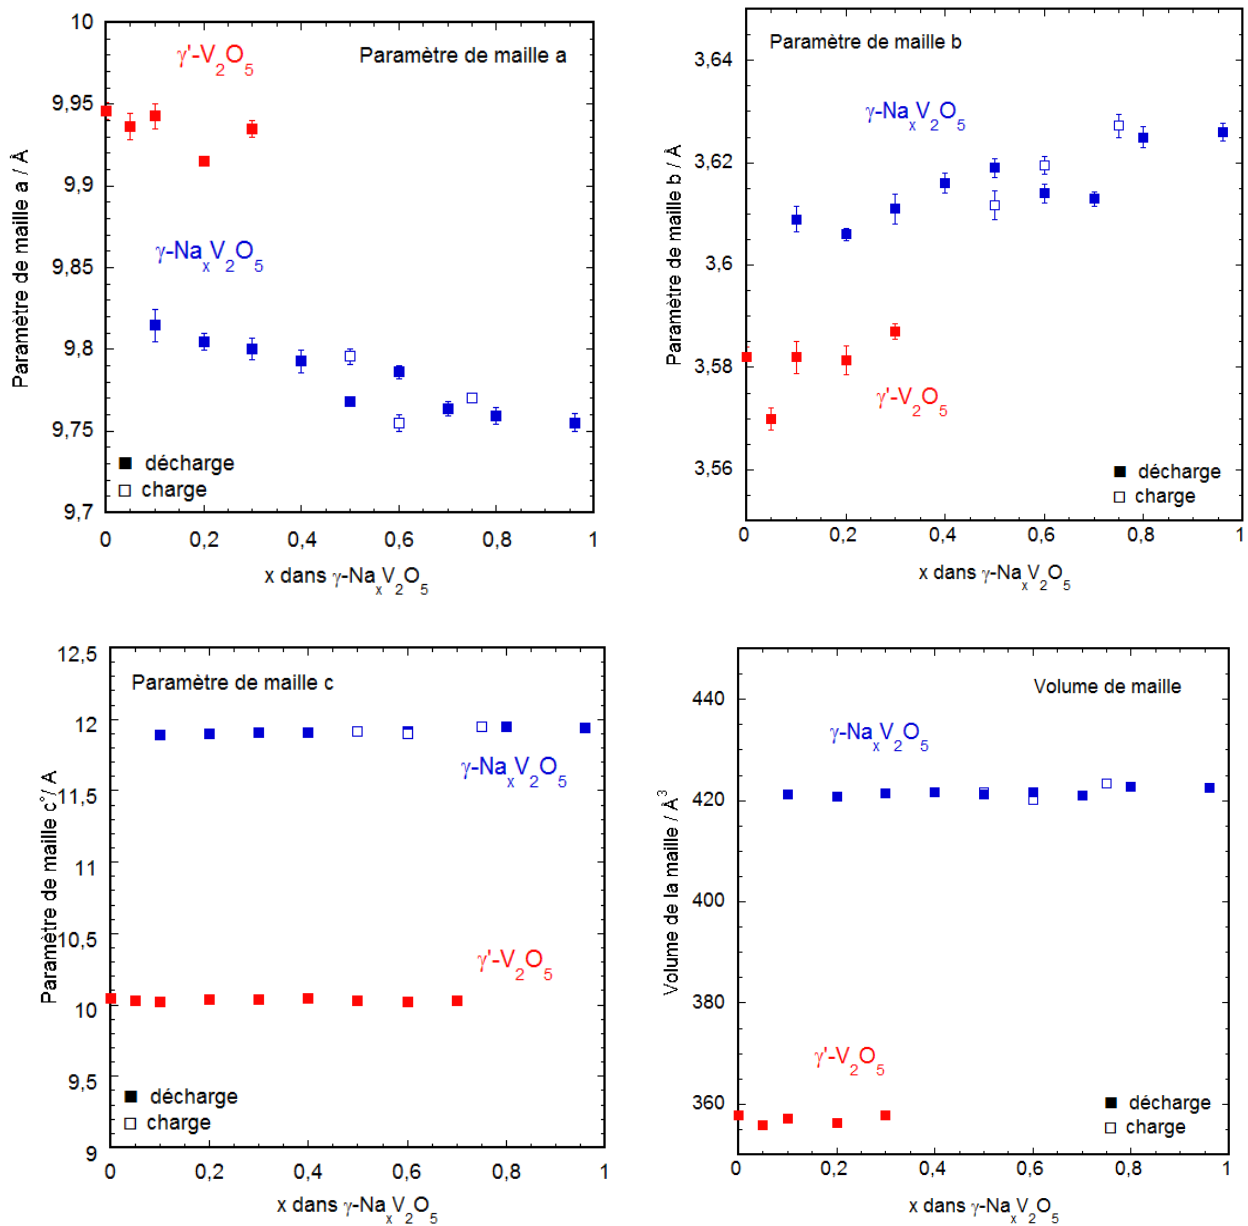 10
9,95
9,9
9,85
9,8
9,75
9,7
Paramètre de maille a / Å
γ'-V2O5
Paramètre de maille a
γ-NaxV2O5
décharge
charge
0 0,2 0,4 0,6 0,8 1
x dans γ-NaxV2O5
3,64
3,62
3,6
3,58
3,56
Paramètre de maille b / Å
Paramètre de maille b
γ-NaxV2O5
γ'-V2O5
décharge
charge
0 0,2 0,4 0,6 0,8 1
x dans γ-NaxV2O5
12,5
12
11,5
11
10,5
10
9,5
9
Paramètre de maille c°/ A
Paramètre de maille c
γ-NaxV2O5
γ'-V2O5
décharge
charge
0 0,2 0,4 0,6 0,8 1
x dans γ-NaxV2O5
440
420
400
380
360
Volume de la maille / Å3
Volume de maille
γ-NaxV2O5
γ'-V2O5
décharge
charge
0 0,2 0,4 0,6 0,8 1
x dans γ-NaxV2O5